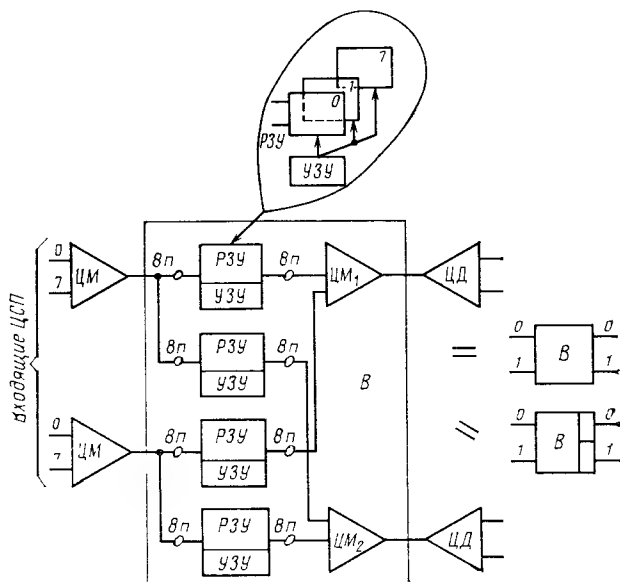 7
1
0
РЗУ
УЗУ
входящие ЦСП
0
7
ЦМ
8п
РЗУ
УЗУ
8п
ЦМ1
ЦД
8п
РЗУ
УЗУ
8п
В
0
1
В
0
1
=
0
7
ЦМ
8п
РЗУ
УЗУ
8п
=
0
1
В
0
1
8п
РЗУ
УЗУ
8п
ЦМ2
ЦД